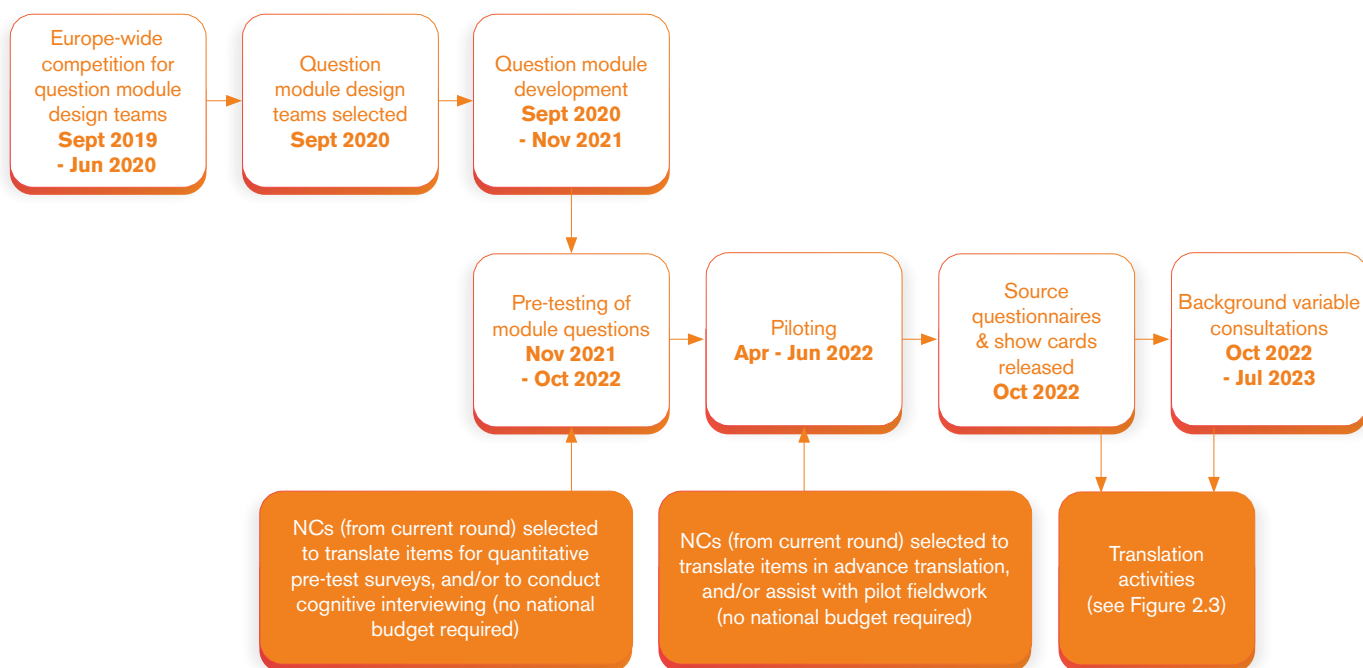 Europe-wide
competition for
question module
design teams
Sept 2019
- Jun 2020
Question
module design
teams selected
Sept 2020
Question module
development
Sept 2020
- Nov 2021
Pre-testing of
module questions
Nov 2021
- Oct 2022
Piloting
Apr - Jun 2022
Source
questionnaires
& show cards
released
Oct 2022
Background variable
consultations
Oct 2022
- Jul 2023
NCs (from current round) selected
to translate items for quantitative
pre-test surveys, and/or to conduct
cognitive interviewing (no national
budget required)
NCs (from current round) selected to
translate items in advance translation,
and/or assist with pilot fieldwork
(no national budget required)
Translation
activities
(see Figure 2.3)